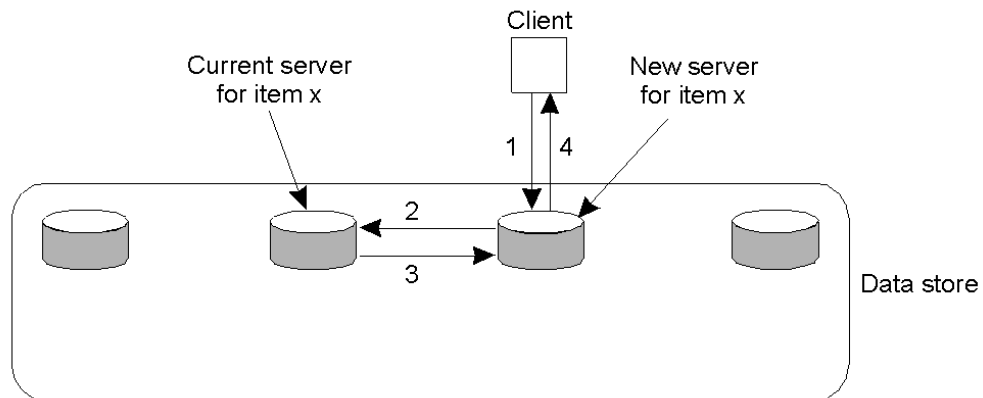 Client
Current server
for item x
New server
for item x
1
4
2
3
Data store